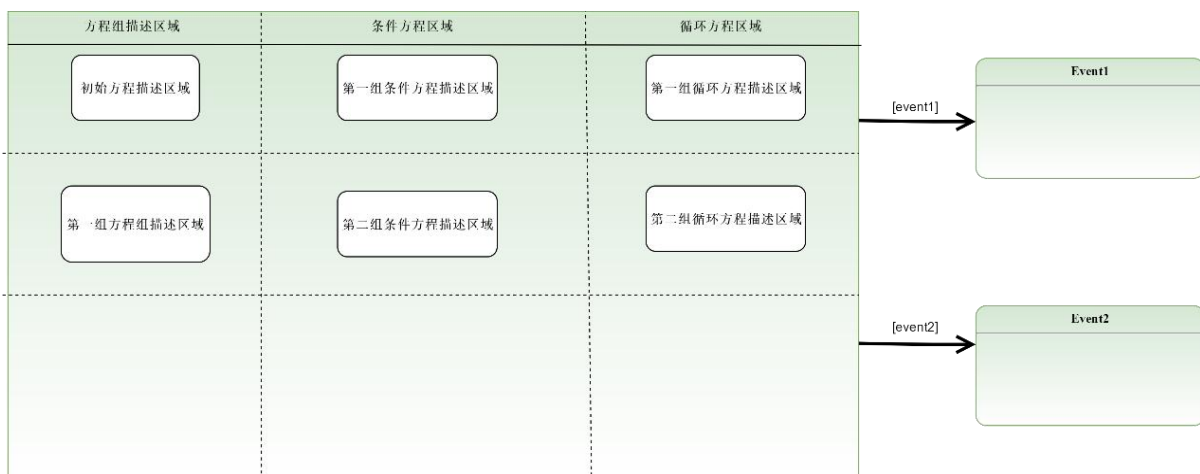 方程组描述区域
条件方程区域
循环方程区域
初始方程描述区域
第一组条件方程描述区域
第一组循环方程描述区域
[event1]
Event1
第一组方程组描述区域
第二组条件方程描述区域
第二组循环方程描述区域
[event2]
Event2